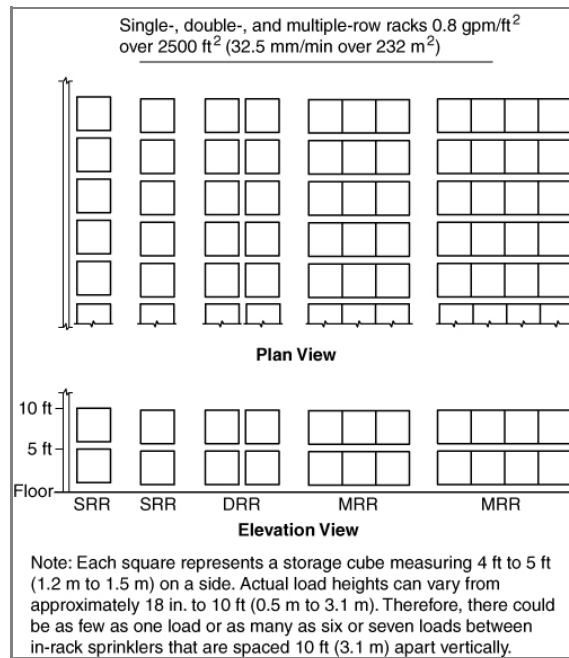 Single-, double-, and multiple-row racks 0.8 gpm/ft²
over 2500 ft² (32.5 mm/min over 232 m²)
Plan View
10 ft
5 ft
Floor
SRR SRR DRR MRR MRR
Elevation View
Note: Each square represents a storage cube measuring 4 ft to 5 ft
(1.2 m to 1.5 m) on a side. Actual load heights can vary from
approximately 18 in. to 10 ft (0.5 m to 3.1 m). Therefore, there could
be as few as one load or as many as six or seven loads between
in-rack sprinklers that are spaced 10 ft (3.1 m) apart vertically.